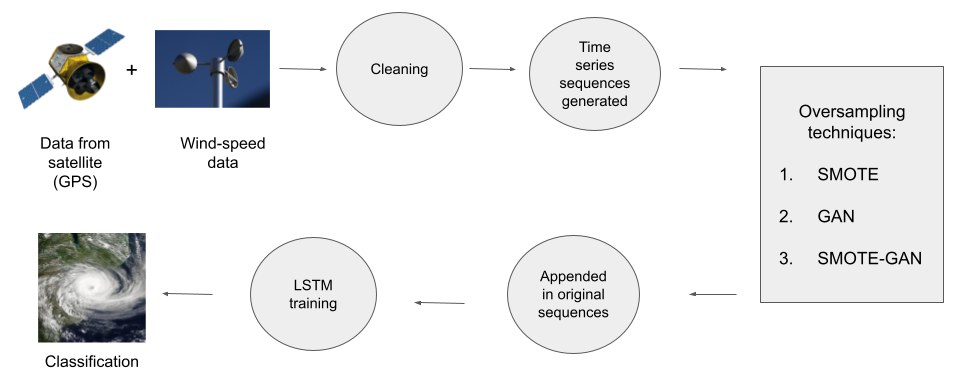 +
Data from
satellite
(GPS)
Wind-speed
data
Cleaning
Time
series
sequences
generated
Oversampling
techniques:
1. SMOTE
2. GAN
3. SMOTE-GAN
Appended
in original
sequences
LSTM
training
Classification